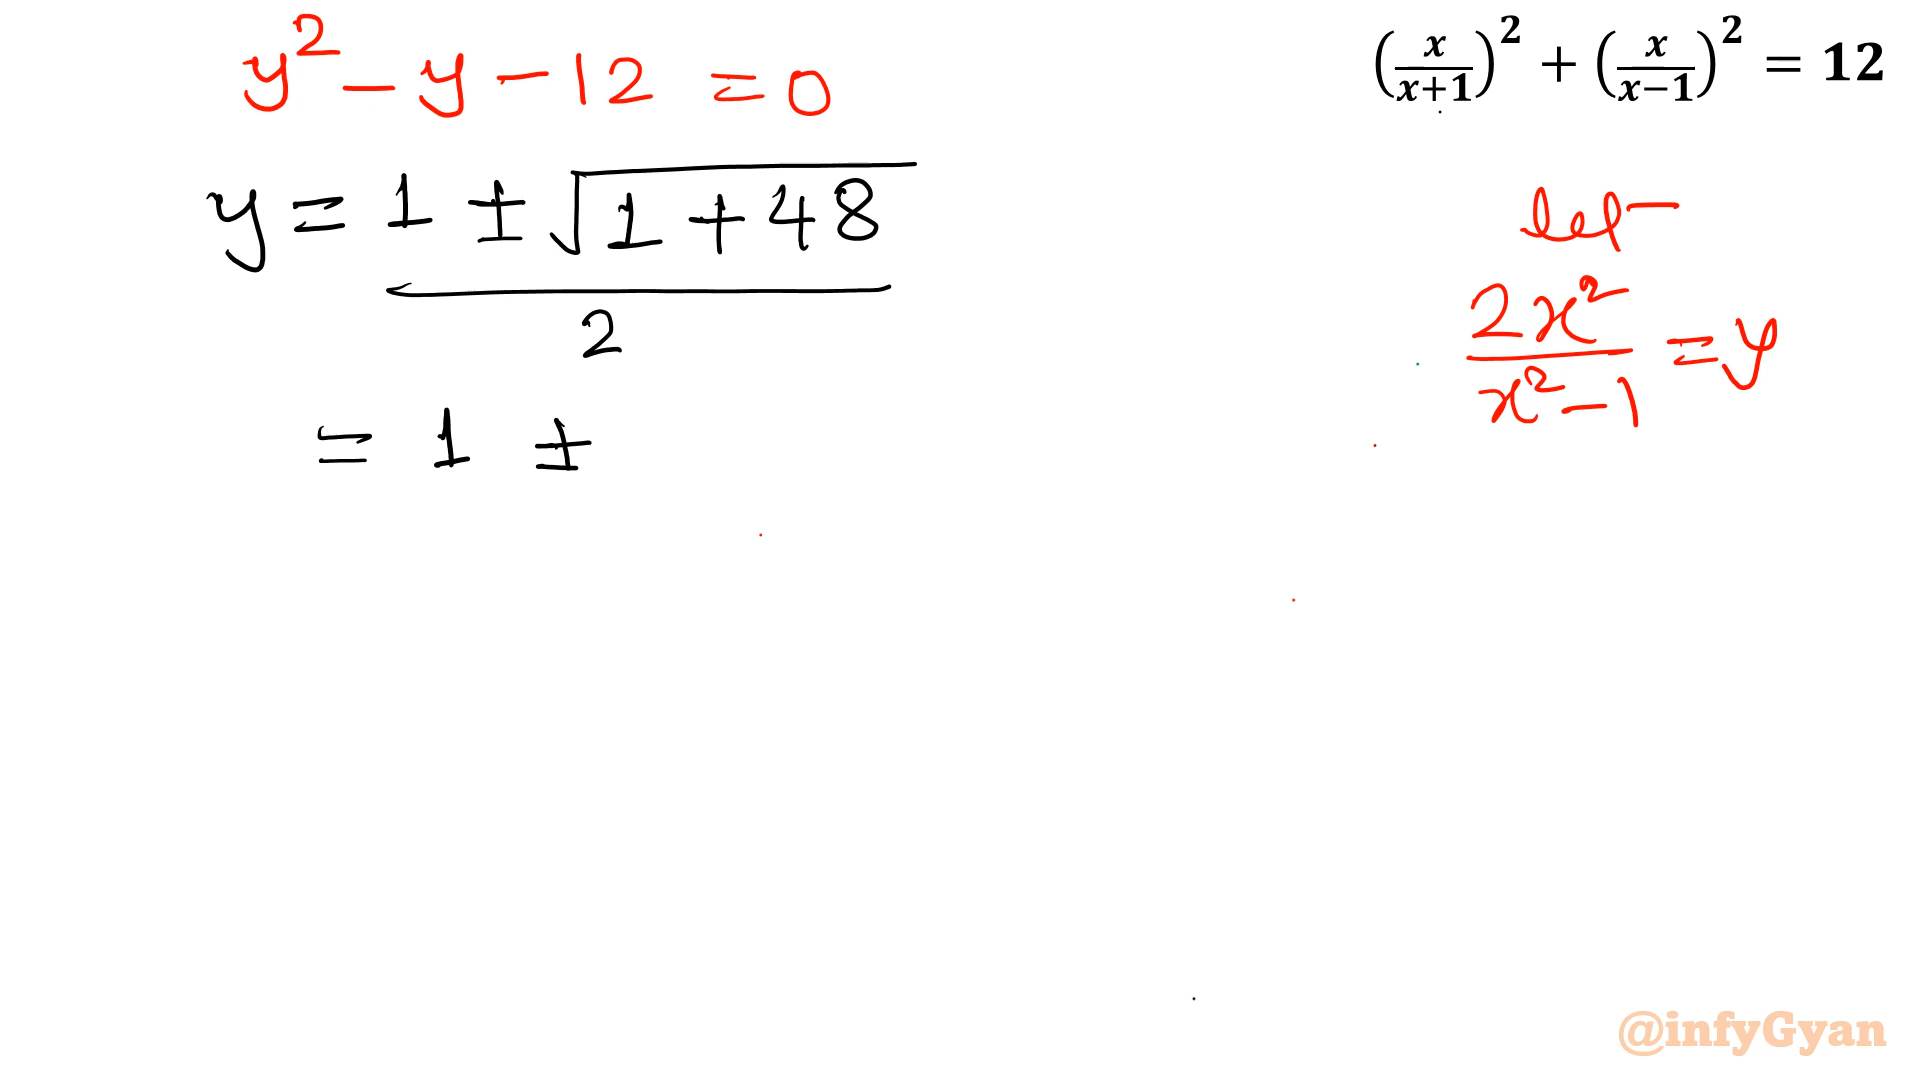 y² - y - 12 = 0
y = 1 ± √1 + 48
2
= 1 ±
(x/x+1)² + (x/x−1)² = 12
let
2x²/x² - 1 = y
@infyGyan